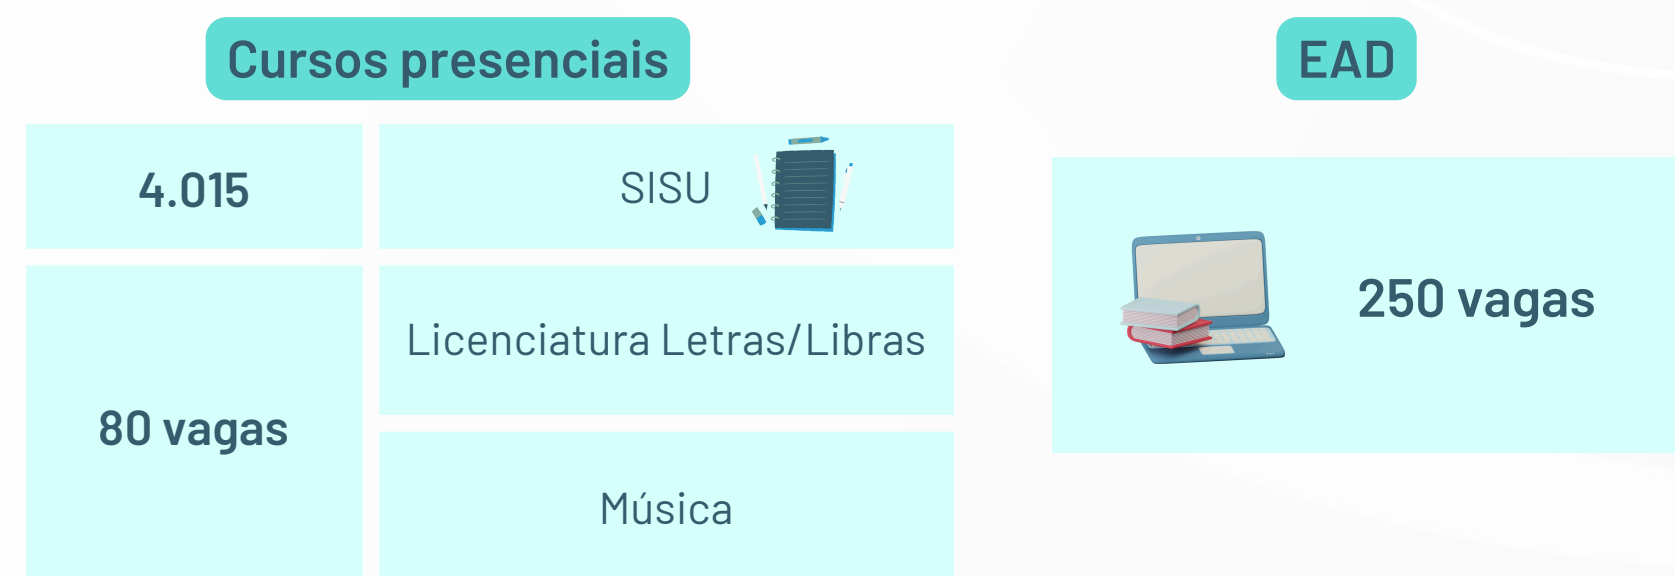 Cursos presenciais
4.015
SISU
80 vagas
Licenciatura Letras/Libras
Música
EAD
250 vagas